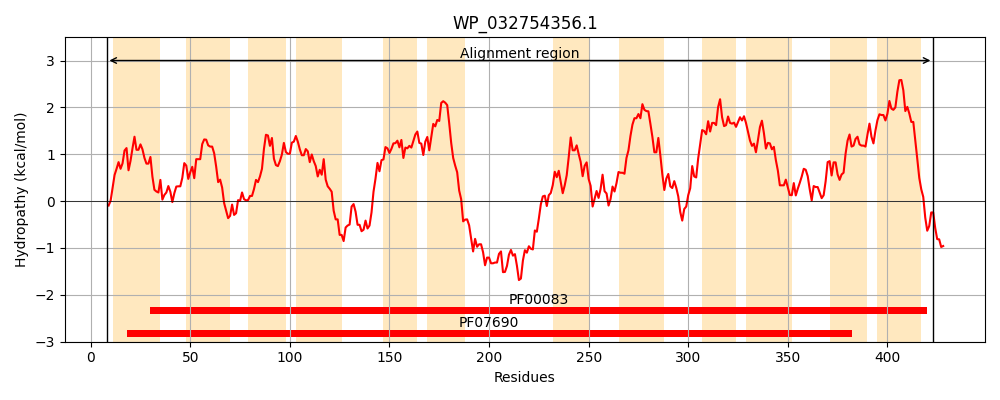 WP_032754356.1
Alignment region
Hydropathy (kcal/mol)
3
2
1
0
−1
−2
−3
PF00083
PF07690
0 50 100 150 200 250 300 350 400
Residues